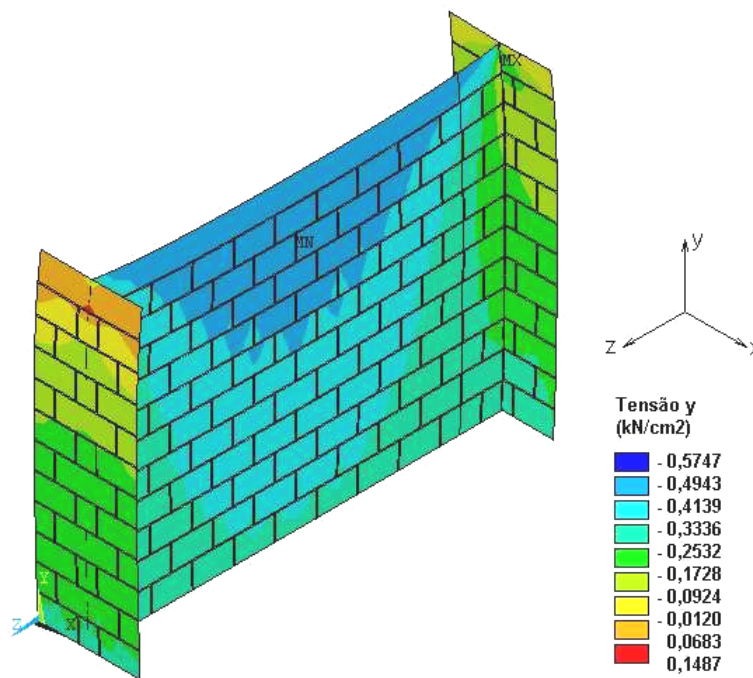 MX
MN
y
z
x
Tensão y
(kN/cm2)
- 0,5747
- 0,4943
- 0,4139
- 0,3336
- 0,2532
- 0,1728
- 0,0924
- 0,0120
0,0683
0,1487
Y
Z
X